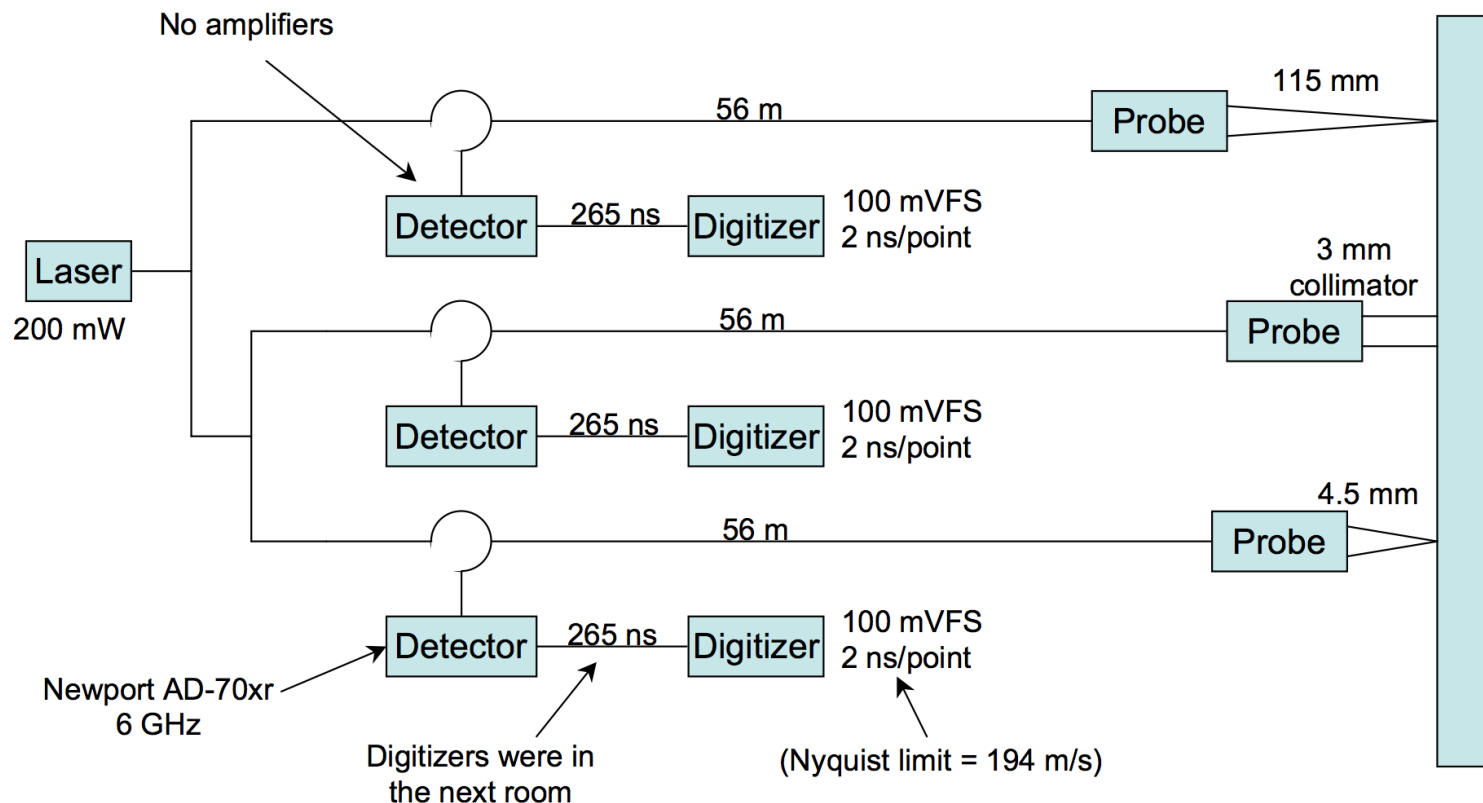 No amplifiers
56 m
115 mm
Probe
Detector
265 ns
Digitizer
100 mVFS
2 ns/point
Laser
200 mW
56 m
3 mm
collimator
Probe
Detector
265 ns
Digitizer
100 mVFS
2 ns/point
56 m
4.5 mm
Probe
Detector
265 ns
Digitizer
100 mVFS
2 ns/point
Newport AD-70xr
6 GHz
Digitizers were in
the next room
(Nyquist limit = 194 m/s)